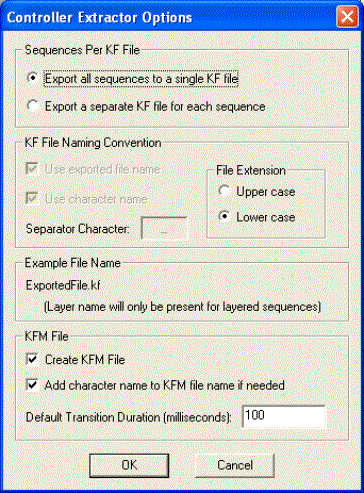 Controller Extractor Options
Sequences Per KF File
Export all sequences to a single KF file
Export a separate KF file for each sequence
KF File Naming Convention
Use exported file name
Use character name
Separator Character: _
File Extension
Upper case
Lower case
Example File Name
ExportedFile.kf
(Layer name will only be present for layered sequences)
KFM File
Create KFM File
Add character name to KFM file name if needed
Default Transition Duration (milliseconds): 100
OK
Cancel